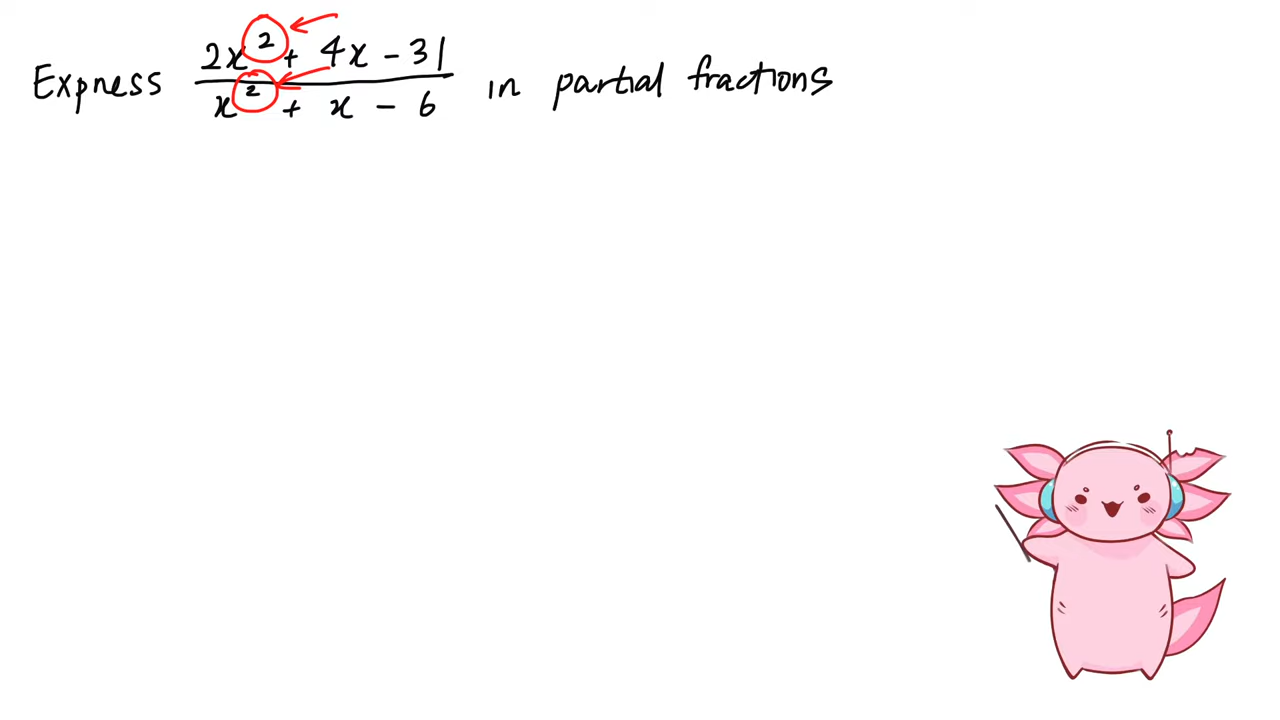 Express (2x² + 4x - 31)/(x² + x - 6) in partial fractions